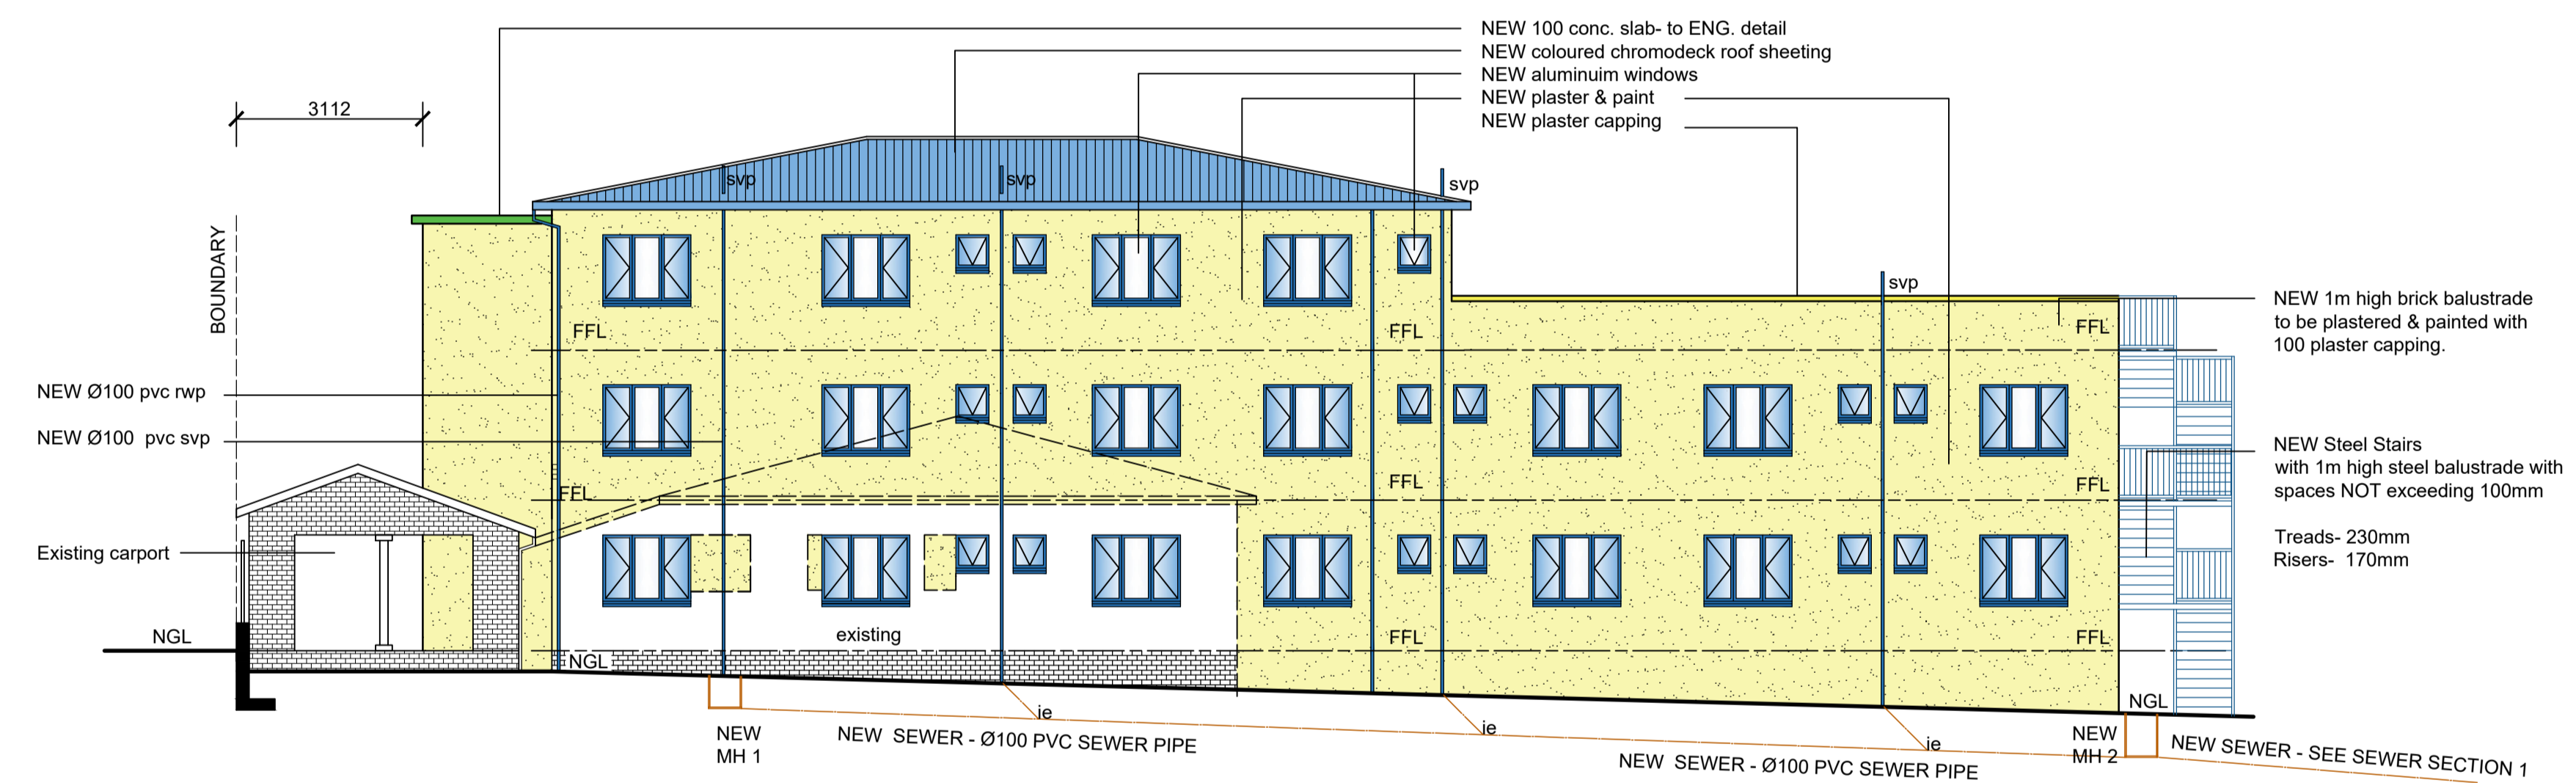 NEW 100 conc. slab- to ENG. detail
NEW coloured chromodeck roof sheeting
NEW aluminuim windows
NEW plaster & paint
NEW plaster capping
3112
BOUNDARY
svp
svp
svp
svp
NEW 1m high brick balustrade
to be plastered & painted with
100 plaster capping.
FFL
FFL
FFL
NEW Ø100 pvc rwp
NEW Ø100 pvc svp
NEW Steel Stairs
with 1m high steel balustrade with
spaces NOT exceeding 100mm
Treads- 230mm
Risers- 170mm
FFL
FFL
FFL
Existing carport
NGL
existing
FFL
FFL
NGL
NGL
NEW
MH 1
NEW SEWER - Ø100 PVC SEWER PIPE
ie
ie
ie
NEW SEWER - Ø100 PVC SEWER PIPE
NEW
MH 2
NEW SEWER - SEE SEWER SECTION 1